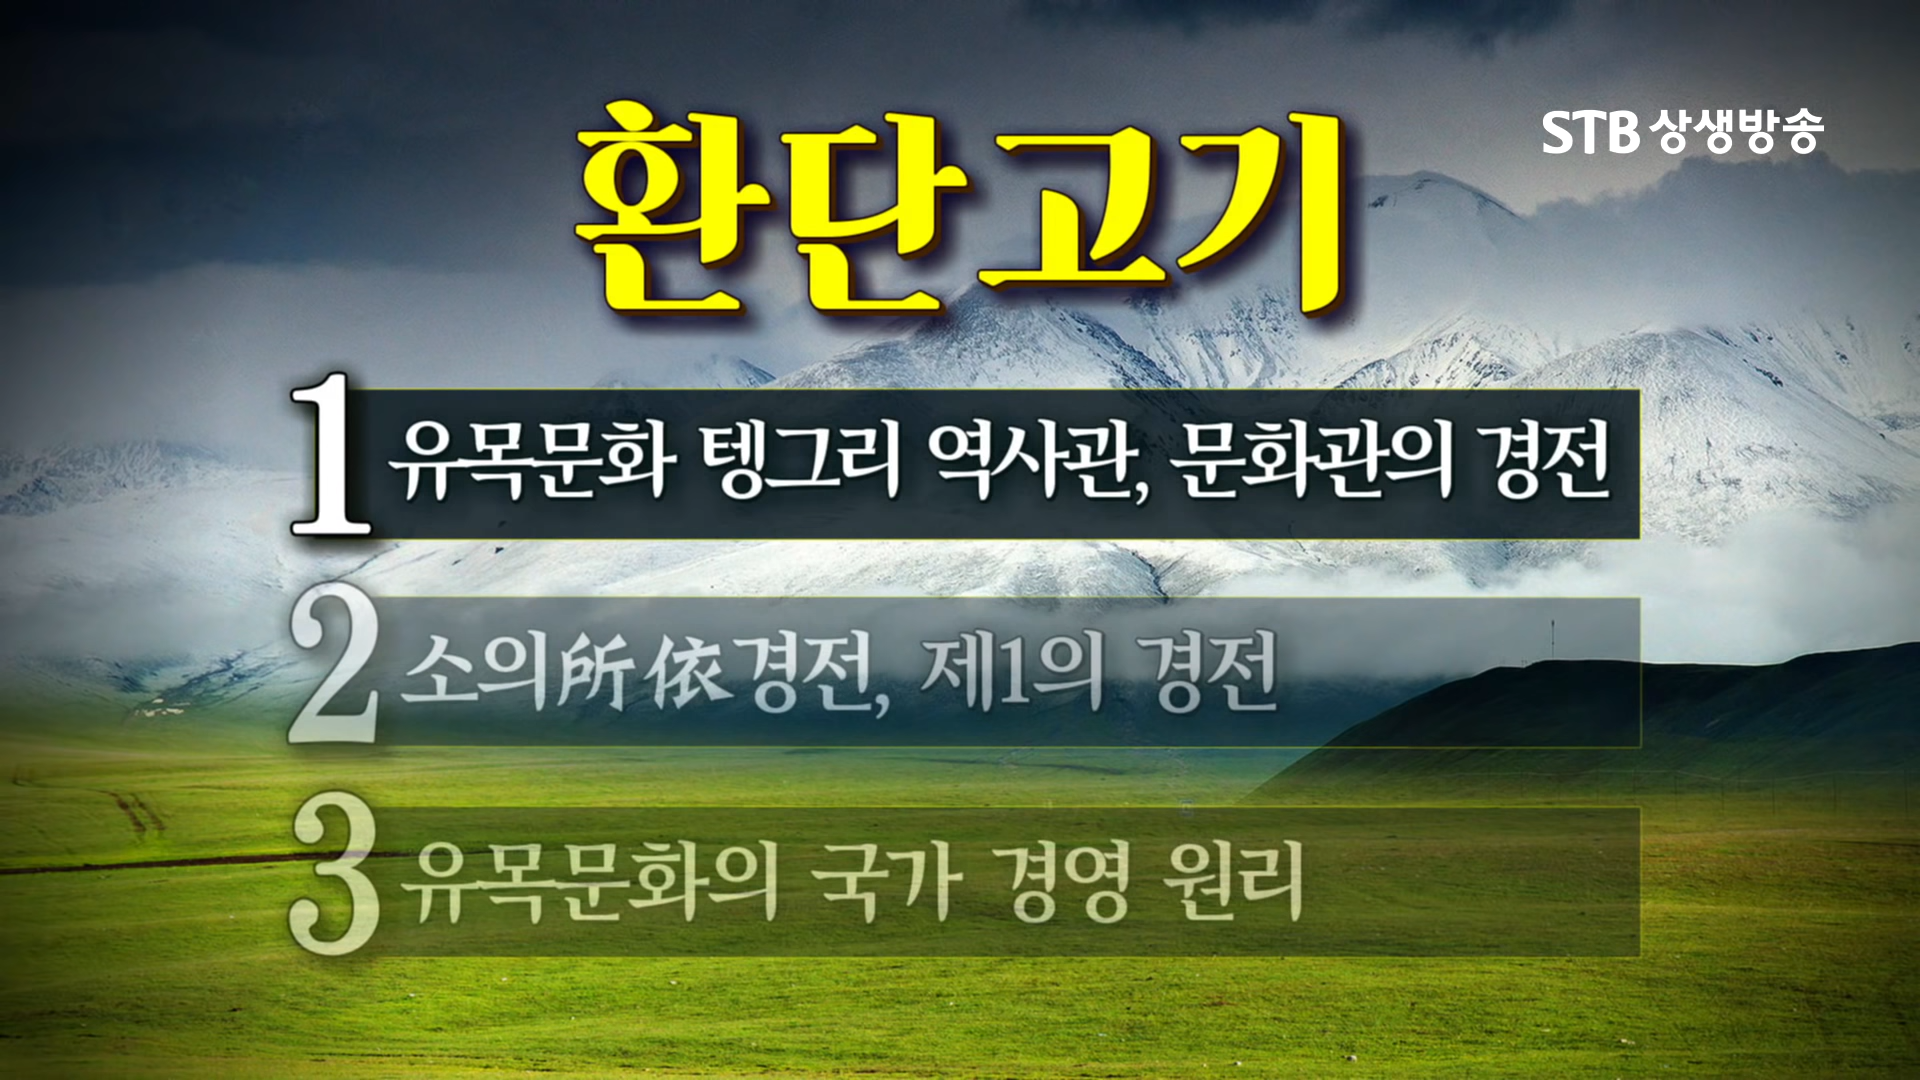 환단고기
STB 상생방송
1 유목문화 텡그리 역사관, 문화관의 경전
2 소의所依경전, 제1의 경전
3 유목문화의 국가 경영 원리